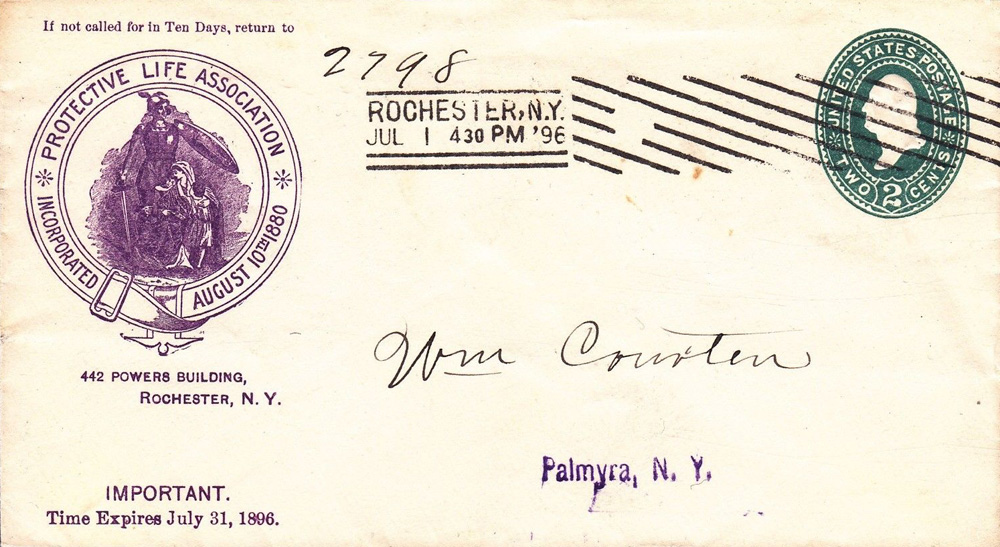 If not called for in Ten Days, return to
PROTECTIVE LIFE ASSOCIATION
INCORPORATED AUGUST 10TH 1880
442 POWERS BUILDING,
ROCHESTER, N. Y.
IMPORTANT.
Time Expires July 31, 1896.
2798
ROCHESTER, N.Y.
JUL 1 430 PM '96
UNITED STATES POSTAGE
TWO 2 CENTS
Wm Courten
Palmyra, N. Y.